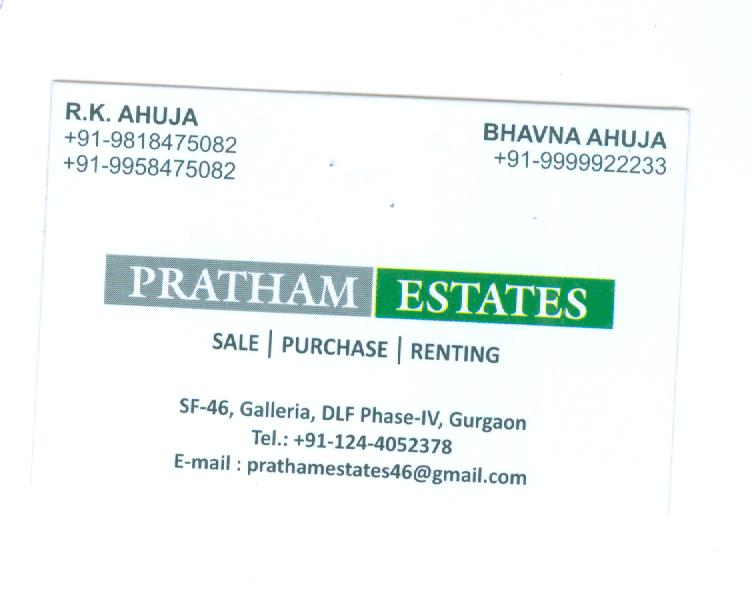 R.K. AHUJA
+91-9818475082
+91-9958475082
BHAVNA AHUJA
+91-9999922233
PRATHAM ESTATES
SALE | PURCHASE | RENTING
SF-46, Galleria, DLF Phase-IV, Gurgaon
Tel.: +91-124-4052378
E-mail : prathamestates46@gmail.com